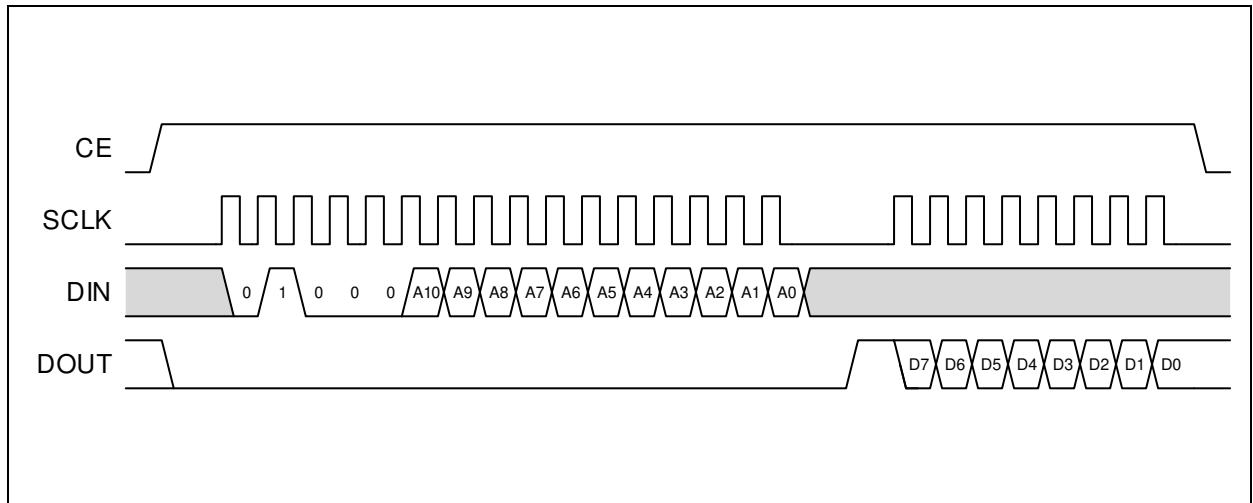 CE
SCLK
DIN 0 1 0 0 0 A10 A9 A8 A7 A6 A5 A4 A3 A2 A1 A0
DOUT D7 D6 D5 D4 D3 D2 D1 D0